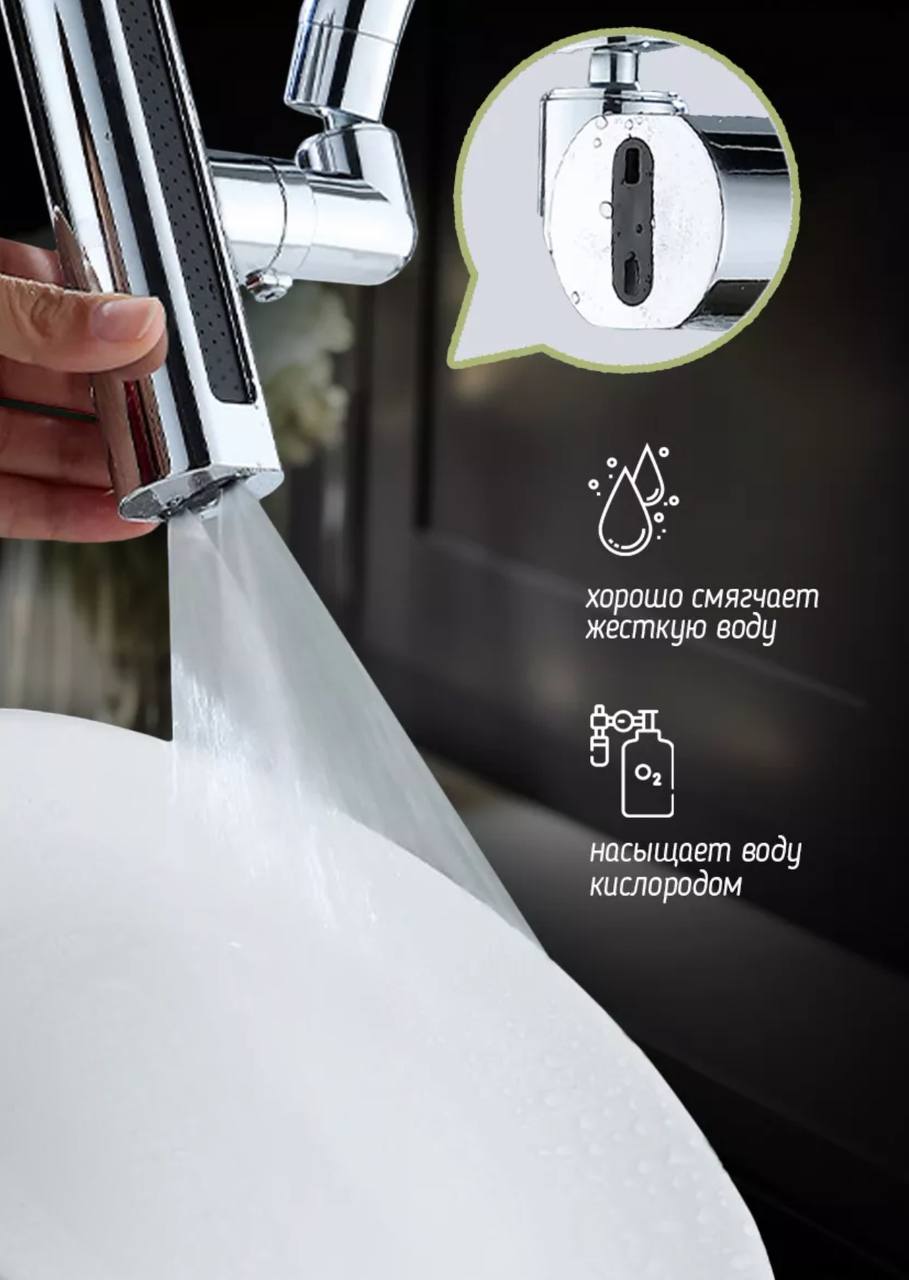 хорошо смягчает
жесткую воду
O₂
насыщает воду
кислородом